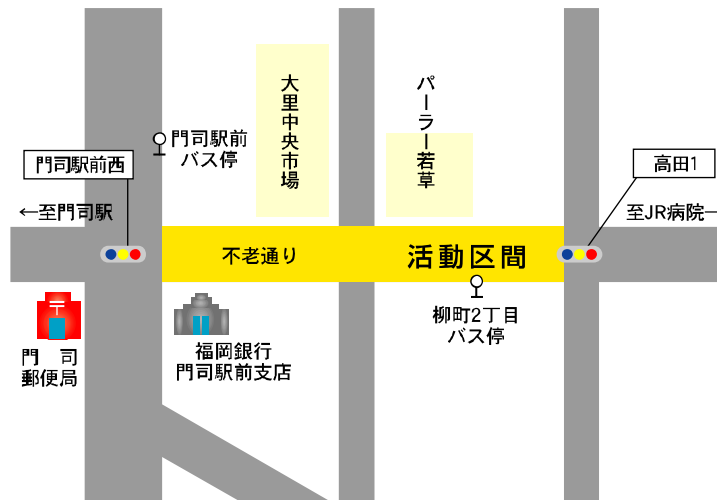 大里中央市場
パーラー若草
門司駅前
バス停
門司駅前西
高田1
←至門司駅
至JR病院→
不老通り
活動区間
柳町2丁目
バス停
福岡銀行
門司駅前支店
門　司
郵便局